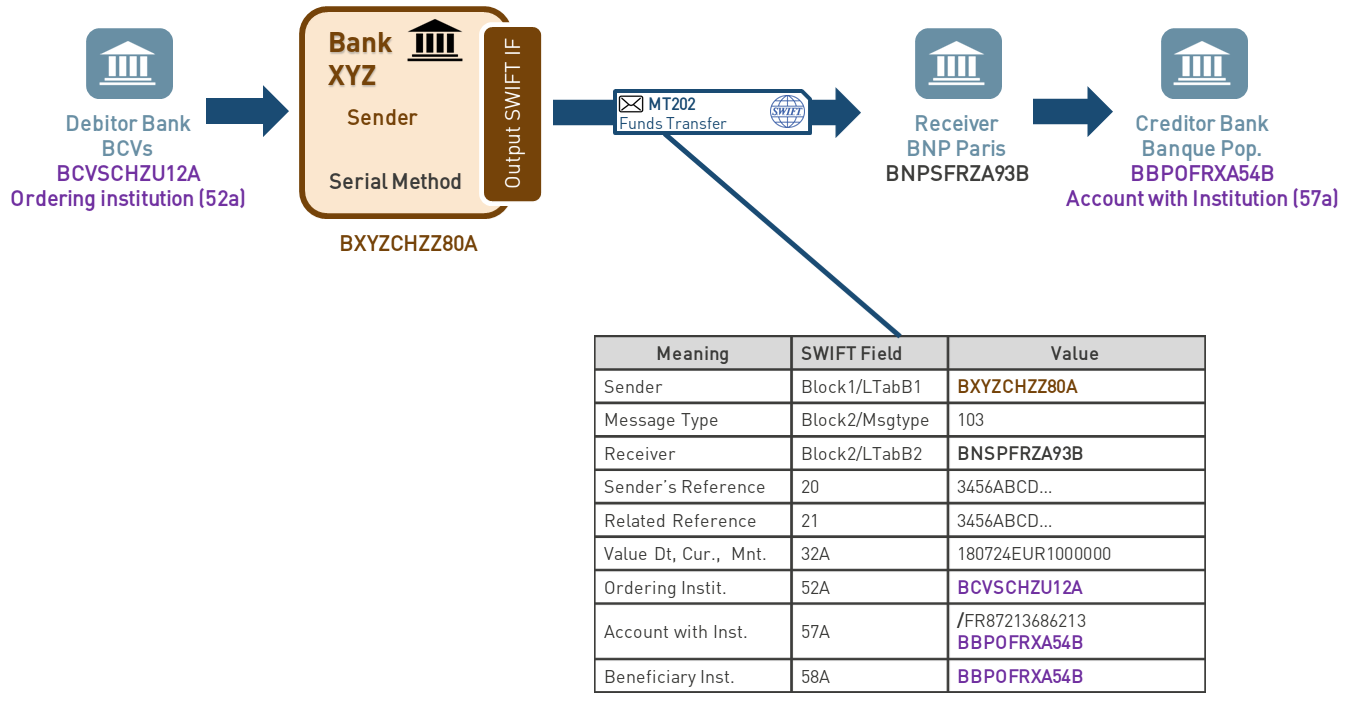 Debitor Bank
BCVs
BCVSCHZU12A
Ordering institution (52a)
Bank
XYZ
Sender
Serial Method
Output SWIFT IF
BXYZCHZZ80A
MT202
Funds Transfer
SWIFT
Receiver
BNP Paris
BNPSFRZA93B
Creditor Bank
Banque Pop.
BBPOFRXA54B
Account with Institution (57a)
Meaning SWIFT Field Value
Sender Block1/LTabB1 BXYZCHZZ80A
Message Type Block2/Msgtype 103
Receiver Block2/LTabB2 BNSPFRZA93B
Sender's Reference 20 3456ABCD...
Related Reference 21 3456ABCD...
Value Dt, Cur., Mnt. 32A 180724EUR1000000
Ordering Instit. 52A BCVSCHZU12A
Account with Inst. 57A /FR87213686213
BBPOFRXA54B
Beneficiary Inst. 58A BBPOFRXA54B